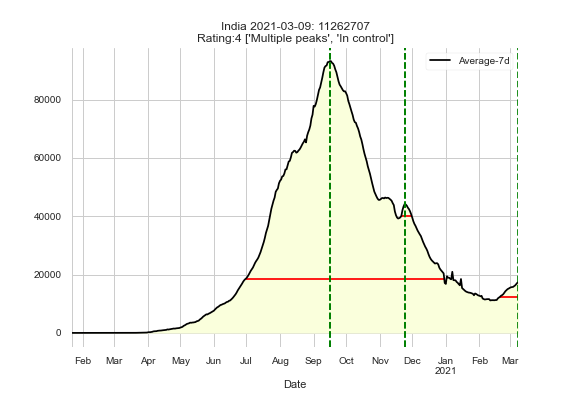 India 2021-03-09: 11262707
Rating:4 ['Multiple peaks', 'In control']
Average-7d
80000
60000
40000
20000
0
Feb Mar Apr May Jun Jul Aug Sep Oct Nov Dec Jan Feb Mar
2021
Date